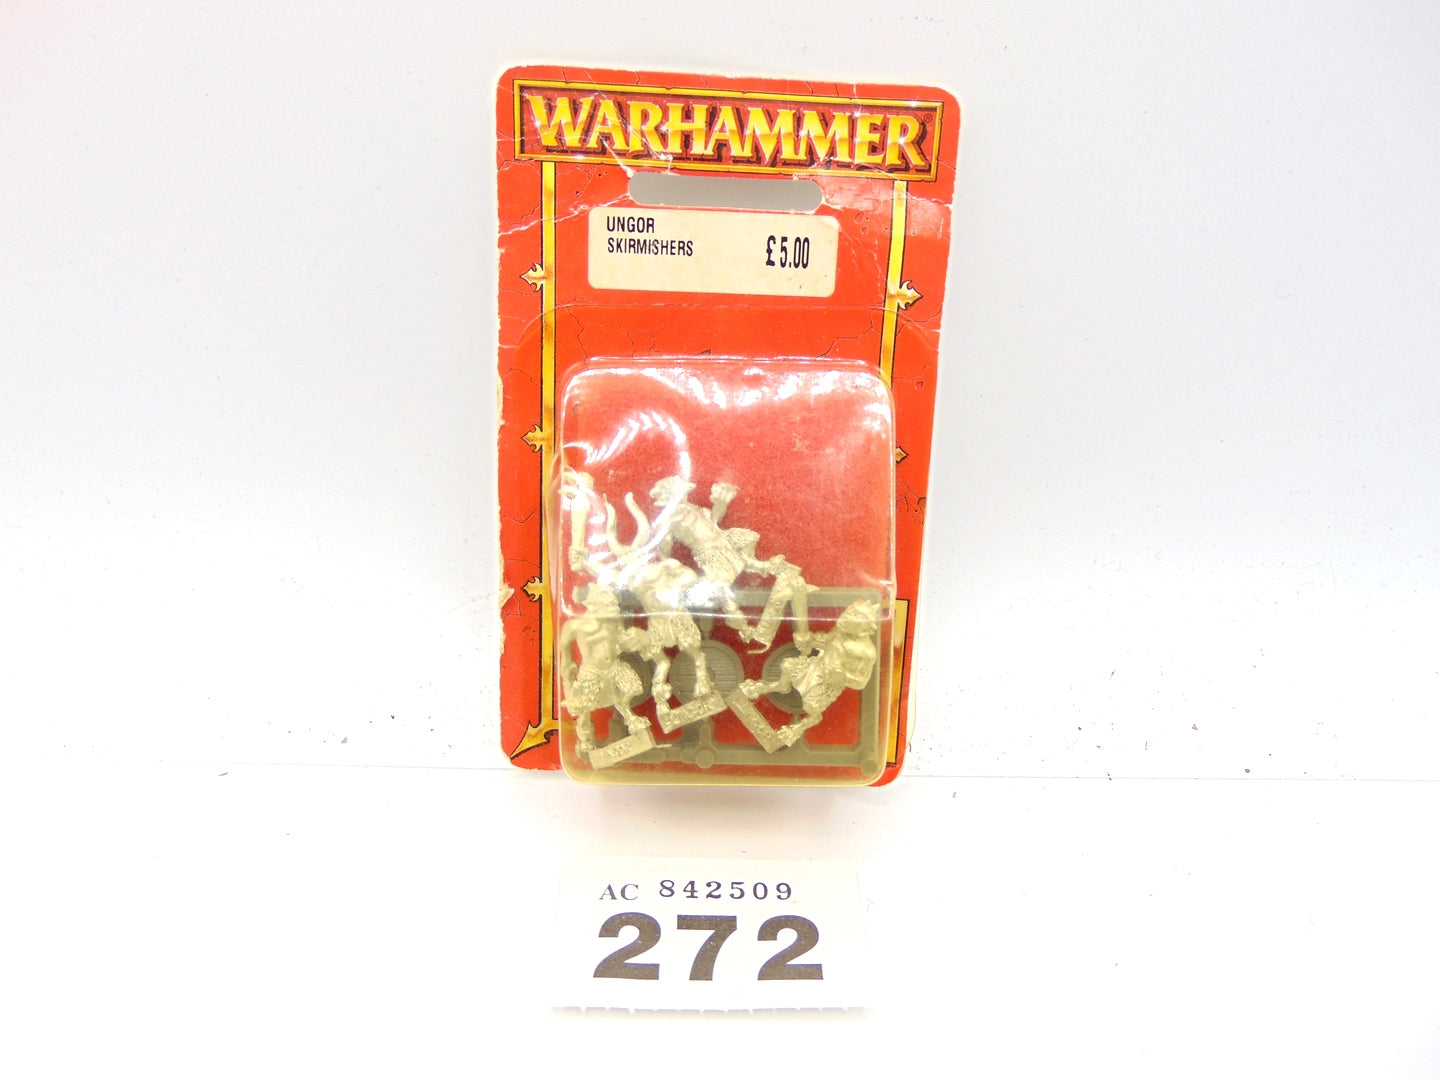 WARHAMMER®
UNGOR
SKIRMISHERS
£5.00
AC 842509
272